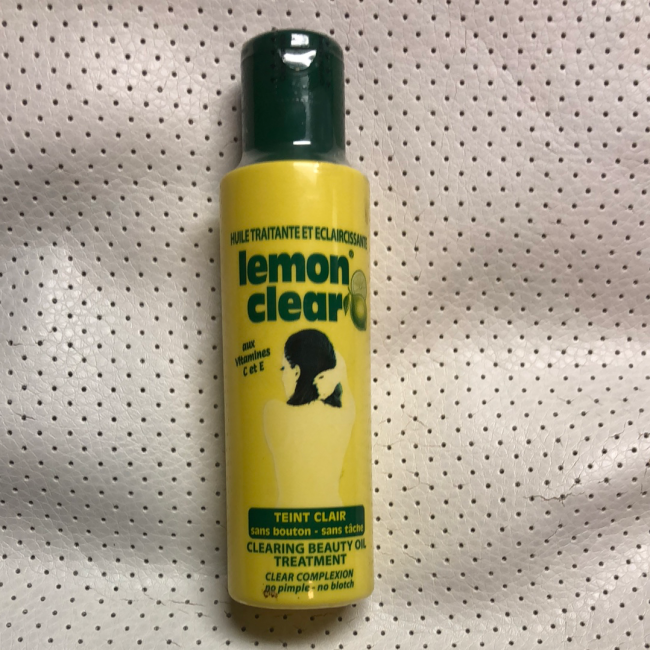 HUILE TRAITANTE ET ECLAIRCISSANTE
lemon®
clear
aux
Vitamines
C et E
TEINT CLAIR
sans bouton - sans tâche
CLEARING BEAUTY OIL
TREATMENT
CLEAR COMPLEXION
no pimple - no blotch